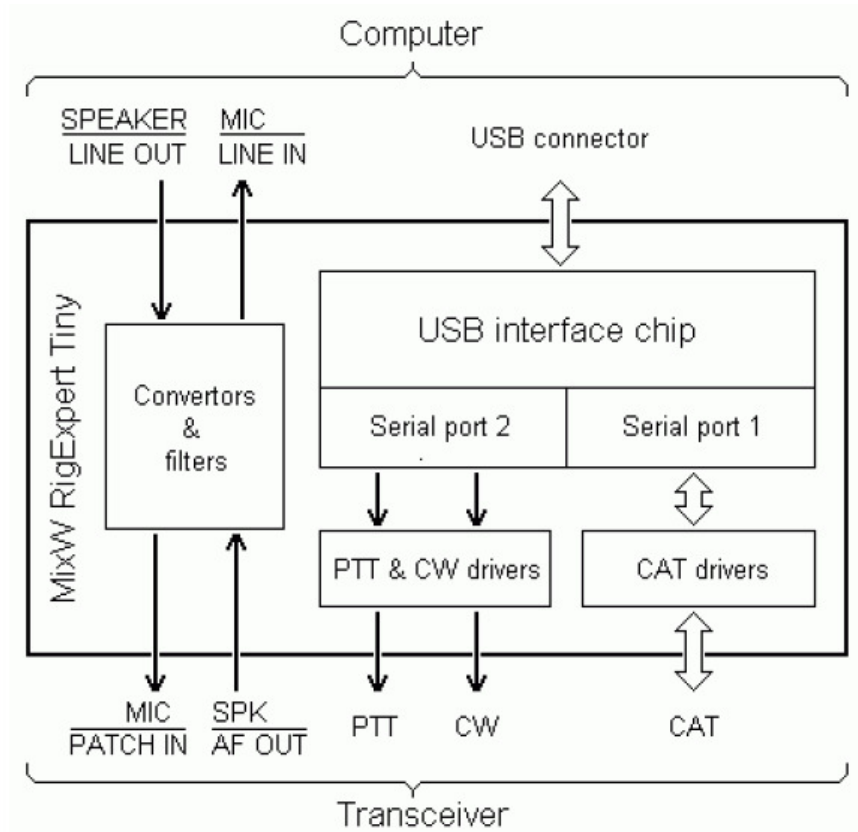 Computer
SPEAKER MIC
LINE OUT LINE IN
USB connector
MixW RigExpert Tiny
Convertors
&
filters
USB interface chip
Serial port 2
Serial port 1
PTT & CW drivers
CAT drivers
MIC SPK
PATCH IN AF OUT
PTT
CW
CAT
Transceiver